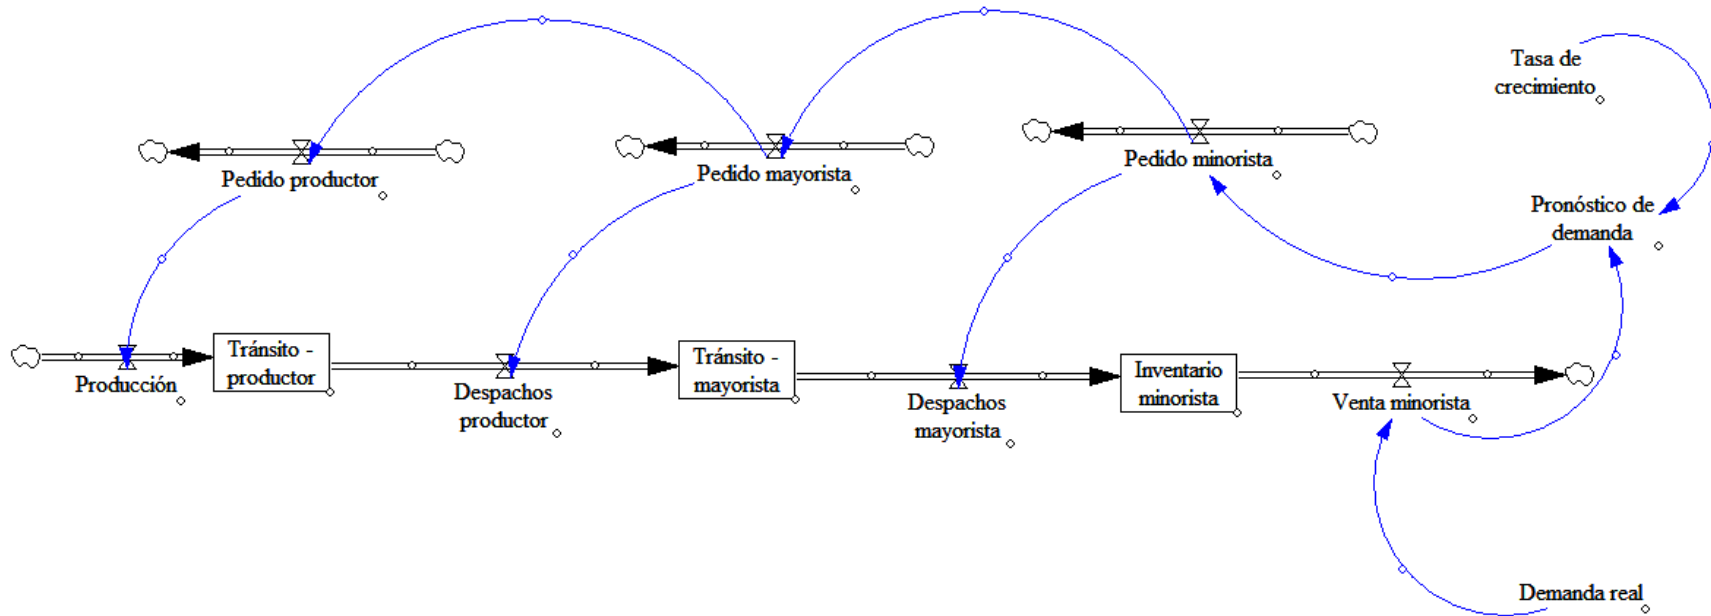 Tasa de
crecimiento
Pedido minorista
Pedido mayorista
Pedido productor
Pronóstico de
demanda
Tránsito -
productor
Tránsito -
mayorista
Inventario
minorista
Producción
Despachos
productor
Despachos
mayorista
Venta minorista
Demanda real